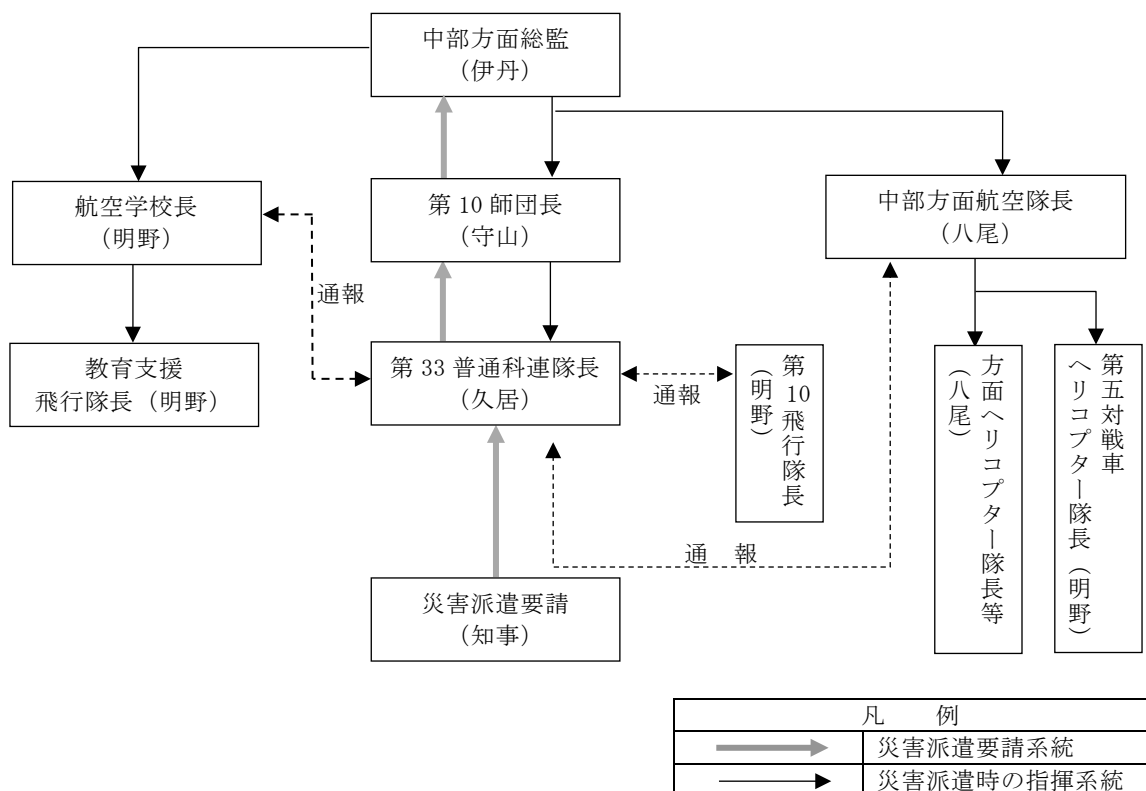 中部方面総監
(伊丹)
航空学校長
(明野)
第 10 師団長
(守山)
中部方面航空隊長
(八尾)
通報
教育支援
飛行隊長(明野)
第 33 普通科連隊長
(久居)
通報
第 10 飛行隊長
(明野)
方面ヘリコプター隊長等
(八尾)
第五対戦車
ヘリコプター隊長(明野)
通 報
災害派遣要請
(知事)
凡 例
災害派遣要請系統
災害派遣時の指揮系統